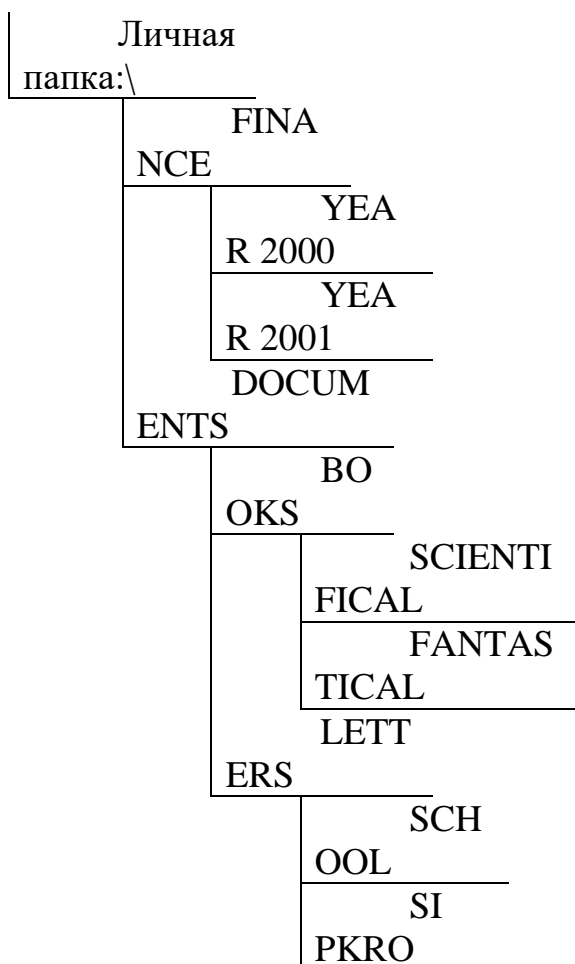 Личная
папка:\
FINA
NCE
YEA
R 2000
YEA
R 2001
DOCUM
ENTS
BO
OKS
SCIENTI
FICAL
FANTAS
TICAL
LETT
ERS
SCH
OOL
SI
PKRO